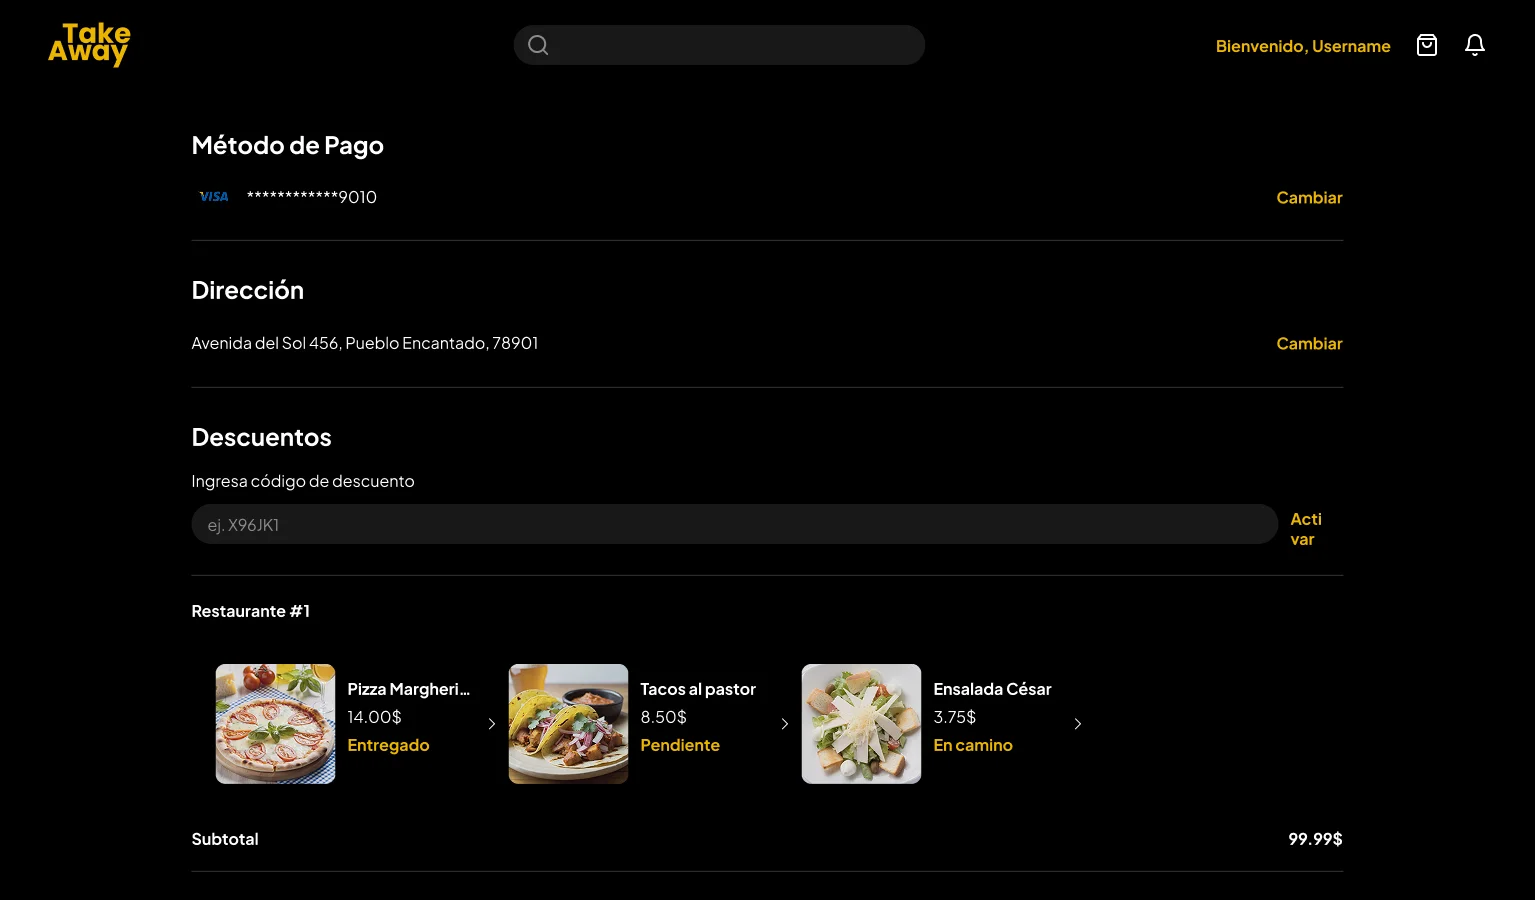 Take
Away
Bienvenido, Username
Método de Pago
VISA ************9010
Cambiar
Dirección
Avenida del Sol 456, Pueblo Encantado, 78901
Cambiar
Descuentos
Ingresa código de descuento
ej. X96JK1
Acti
var
Restaurante #1
Pizza Margheri...
14.00$
Entregado
Tacos al pastor
8.50$
Pendiente
Ensalada César
3.75$
En camino
Subtotal
99.99$